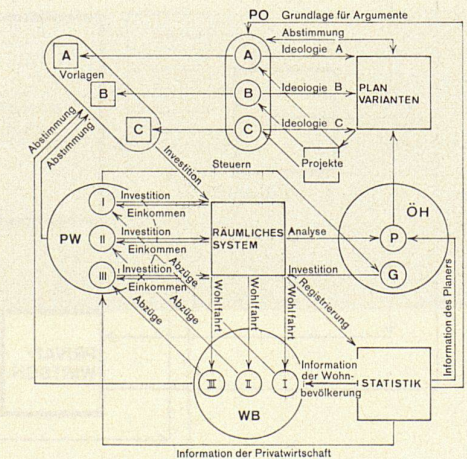 PO Grundlage für Argumente
Abstimmung
A
Vorlagen
B
C
A
B
C
Ideologie A
Ideologie B
Ideologie C
PLAN
VARIANTEN
Projekte
Abstimmung
Abstimmung
Investition
Steuern
PW
I
II
III
Investition
Einkommen
Investition
Einkommen
Investition
Einkommen
RÄUMLICHES
SYSTEM
Analyse
Investition
ÖH
P
G
Abzüge
Abzüge
Abzüge
Wohlfahrt
Wohlfahrt
Wohlfahrt
Registrierung
Information des Planers
III
II
I
WB
Information
der Wohn-
bevölkerung
STATISTIK
Information der Privatwirtschaft